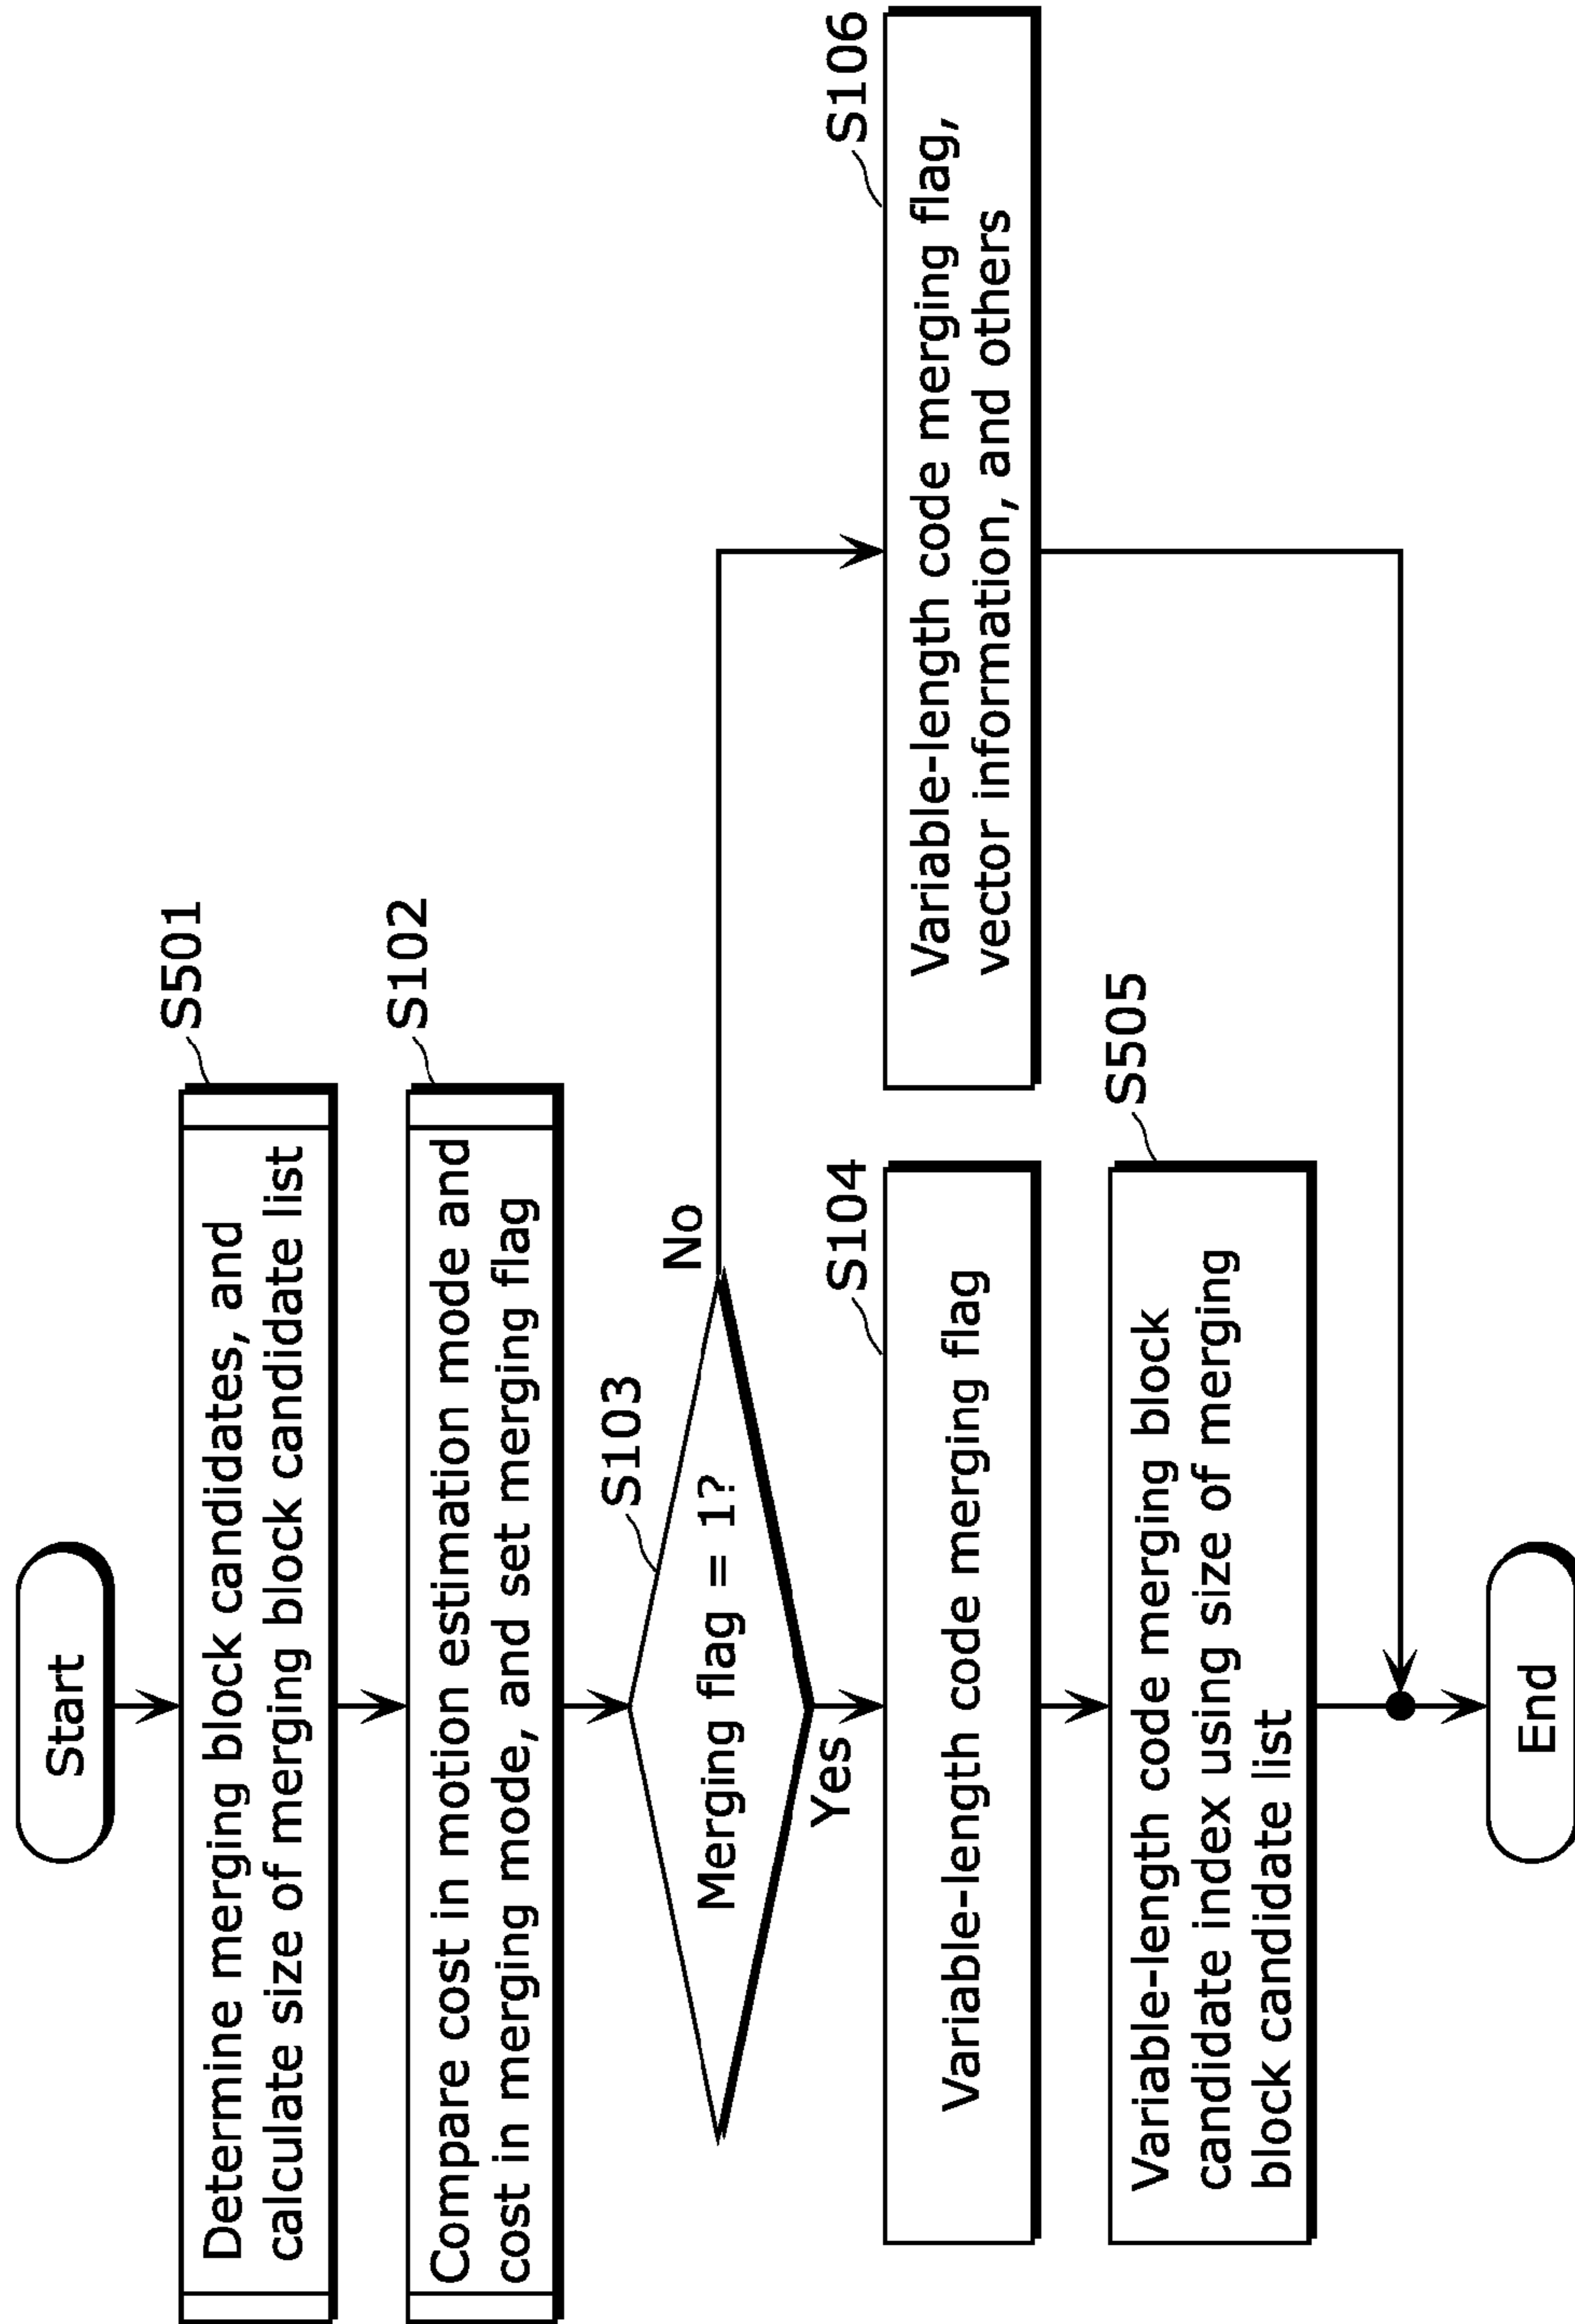 Start
S501
Determine merging block candidates, and
calculate size of merging block candidate list
S102
Compare cost in motion estimation mode and
cost in merging mode, and set merging flag
S103
Merging flag = 1?
No
Yes
S104
Variable-length code merging flag
S106
Variable-length code merging flag,
vector information, and others
S505
Variable-length code merging block
candidate index using size of merging
block candidate list
End